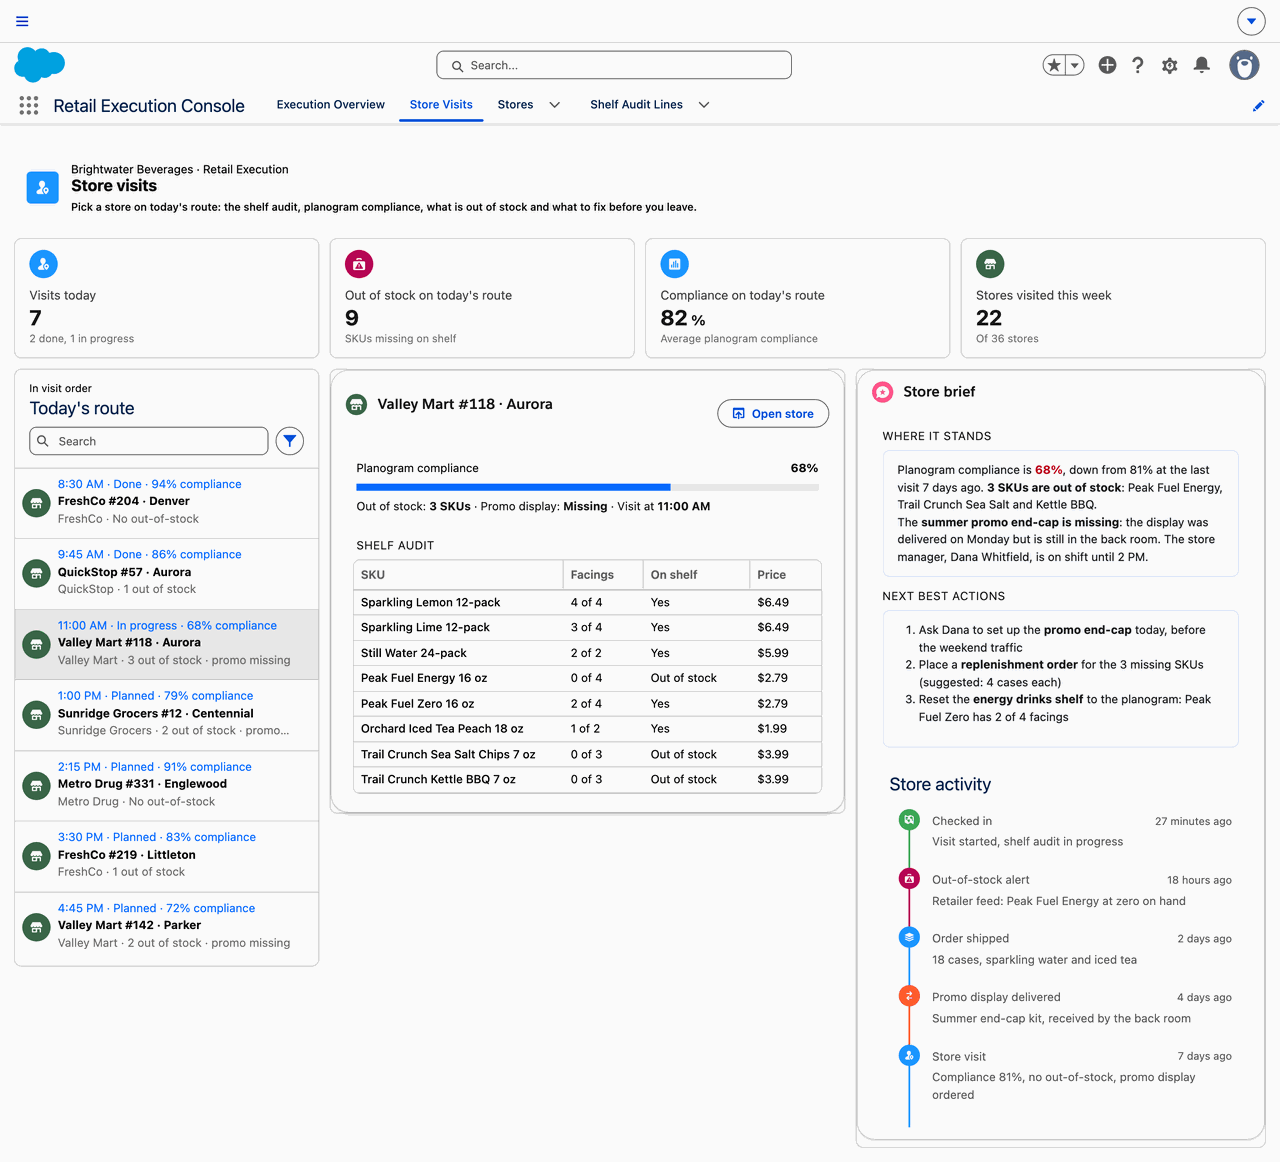 Search...
Retail Execution Console
Execution Overview
Store Visits
Stores
Shelf Audit Lines
Brightwater Beverages · Retail Execution
Store visits
Pick a store on today's route: the shelf audit, planogram compliance, what is out of stock and what to fix before you leave.
Visits today
7
2 done, 1 in progress
Out of stock on today's route
9
SKUs missing on shelf
Compliance on today's route
82 %
Average planogram compliance
Stores visited this week
22
Of 36 stores
In visit order
Today's route
Search
8:30 AM · Done · 94% compliance
FreshCo #204 · Denver
FreshCo · No out-of-stock
9:45 AM · Done · 86% compliance
QuickStop #57 · Aurora
QuickStop · 1 out of stock
11:00 AM · In progress · 68% compliance
Valley Mart #118 · Aurora
Valley Mart · 3 out of stock · promo missing
1:00 PM · Planned · 79% compliance
Sunridge Grocers #12 · Centennial
Sunridge Grocers · 2 out of stock · promo...
2:15 PM · Planned · 91% compliance
Metro Drug #331 · Englewood
Metro Drug · No out-of-stock
3:30 PM · Planned · 83% compliance
FreshCo #219 · Littleton
FreshCo · 1 out of stock
4:45 PM · Planned · 72% compliance
Valley Mart #142 · Parker
Valley Mart · 2 out of stock · promo missing
Valley Mart #118 · Aurora
Open store
Planogram compliance 68%
Out of stock: 3 SKUs · Promo display: Missing · Visit at 11:00 AM
SHELF AUDIT
SKU Facings On shelf Price
Sparkling Lemon 12-pack 4 of 4 Yes $6.49
Sparkling Lime 12-pack 3 of 4 Yes $6.49
Still Water 24-pack 2 of 2 Yes $5.99
Peak Fuel Energy 16 oz 0 of 4 Out of stock $2.79
Peak Fuel Zero 16 oz 2 of 4 Yes $2.79
Orchard Iced Tea Peach 18 oz 1 of 2 Yes $1.99
Trail Crunch Sea Salt Chips 7 oz 0 of 3 Out of stock $3.99
Trail Crunch Kettle BBQ 7 oz 0 of 3 Out of stock $3.99
Store brief
WHERE IT STANDS
Planogram compliance is 68%, down from 81% at the last
visit 7 days ago. 3 SKUs are out of stock: Peak Fuel Energy,
Trail Crunch Sea Salt and Kettle BBQ.
The summer promo end-cap is missing: the display was
delivered on Monday but is still in the back room. The store
manager, Dana Whitfield, is on shift until 2 PM.
NEXT BEST ACTIONS
1. Ask Dana to set up the promo end-cap today, before
the weekend traffic
2. Place a replenishment order for the 3 missing SKUs
(suggested: 4 cases each)
3. Reset the energy drinks shelf to the planogram: Peak
Fuel Zero has 2 of 4 facings
Store activity
Checked in 27 minutes ago
Visit started, shelf audit in progress
Out-of-stock alert 18 hours ago
Retailer feed: Peak Fuel Energy at zero on hand
Order shipped 2 days ago
18 cases, sparkling water and iced tea
Promo display delivered 4 days ago
Summer end-cap kit, received by the back room
Store visit 7 days ago
Compliance 81%, no out-of-stock, promo display
ordered